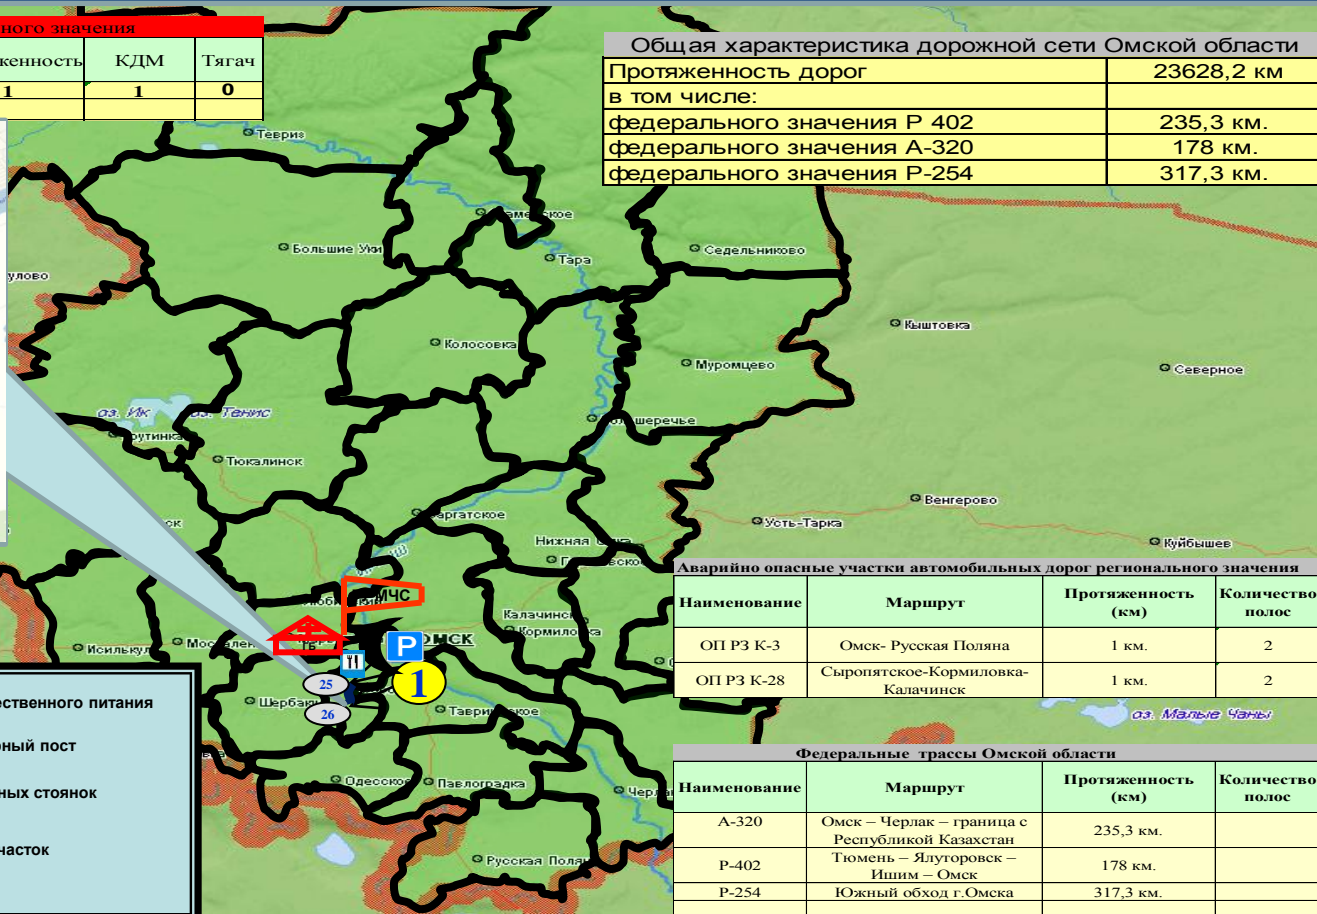 ного значения
женность КДМ Тягач
1 1 0
Общая характеристика дорожной сети Омской области
Протяженность дорог 23628,2 км
в том числе:
федерального значения Р 402 235,3 км.
федерального значения А-320 178 км.
федерального значения Р-254 317,3 км.
Тевриз
Большие Уки
Тара
Седельниково
улово
Кыштовка
Колосовка
Муромцево
Северное
оз. Ик оз. Тенис
Тюкалинск
Венгерово
Усть-Тарка
Куйбышев
Нижняя
МЧС
Калачинск
Кормиловка
ОМСК
Р
Исилькуль
25
1
26
Одесское
Павлоградка
Русская Поляна
оз. Малые Чаны
Аварийно опасные участки автомобильных дорог регионального значения
Наименование Маршрут Протяженность (км) Количество полос
ОП РЗ К-3 Омск- Русская Поляна 1 км. 2
ОП РЗ К-28 Сыропятское-Кормиловка-Калачинск 1 км. 2
ественного питания
ный пост
ных стоянок
часток
Федеральные трассы Омской области
Наименование Маршрут Протяженность (км) Количество полос
А-320 Омск – Черлак – граница с Республикой Казахстан 235,3 км.
Р-402 Тюмень – Ялуторовск – Ишим – Омск 178 км.
Р-254 Южный обход г.Омска 317,3 км.